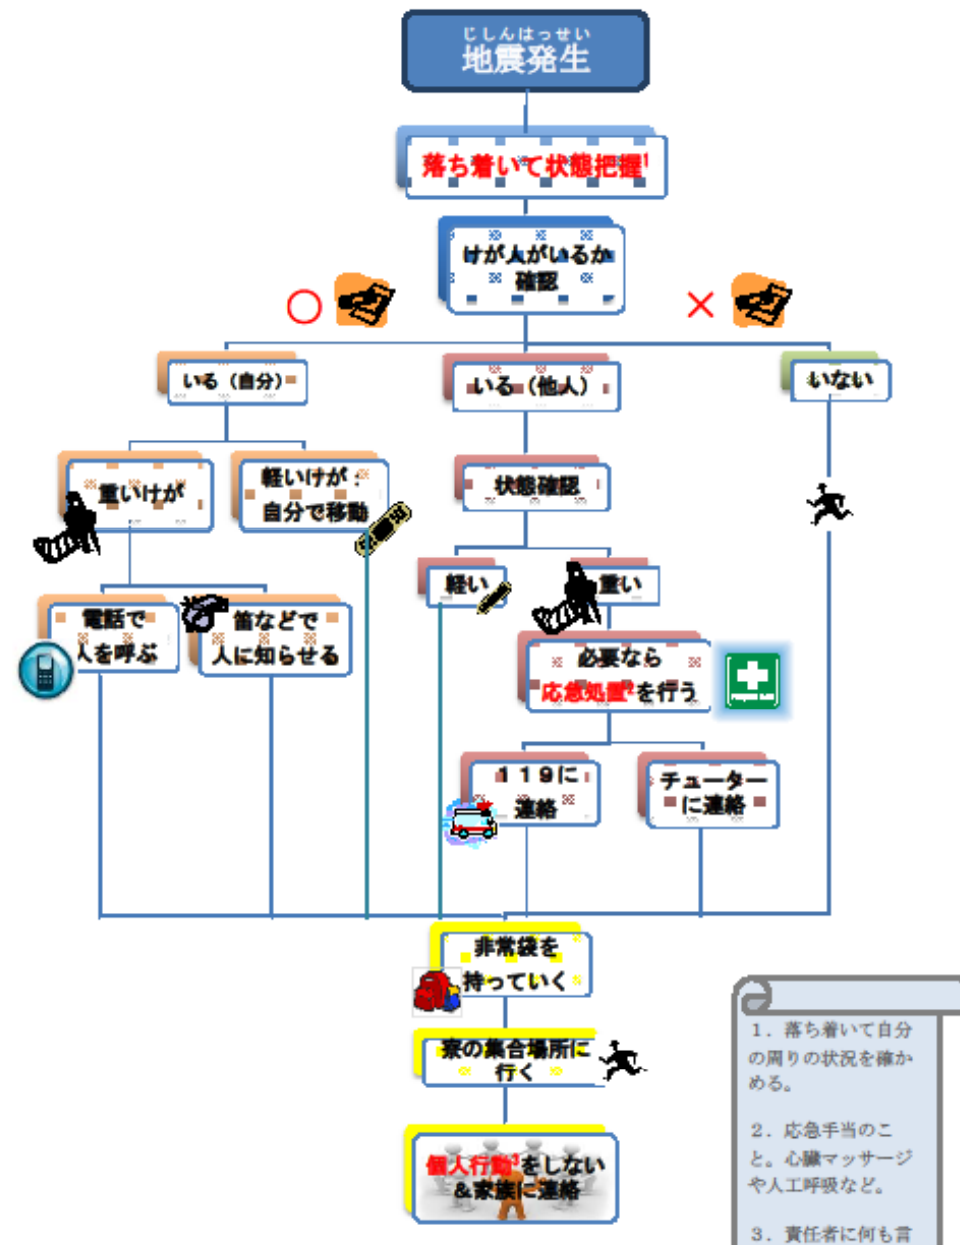 じしんはっせい
地震発生
落ち着いて状態把握1
けが人がいるか
確認
○
×
いる（自分）
いる（他人）
いない
重いけが
軽いけが：
自分で移動
状態確認
軽い
重い
電話で
人を呼ぶ
笛などで
人に知らせる
必要なら
応急処置2を行う
１１９に
連絡
チューター
に連絡
非常袋を
持っていく
寮の集合場所に
行く
個人行動3をしない
＆家族に連絡
1．落ち着いて自分
の周りの状況を確か
める。
2．応急手当のこ
と。心臓マッサージ
や人工呼吸など。
3．責任者に何も言